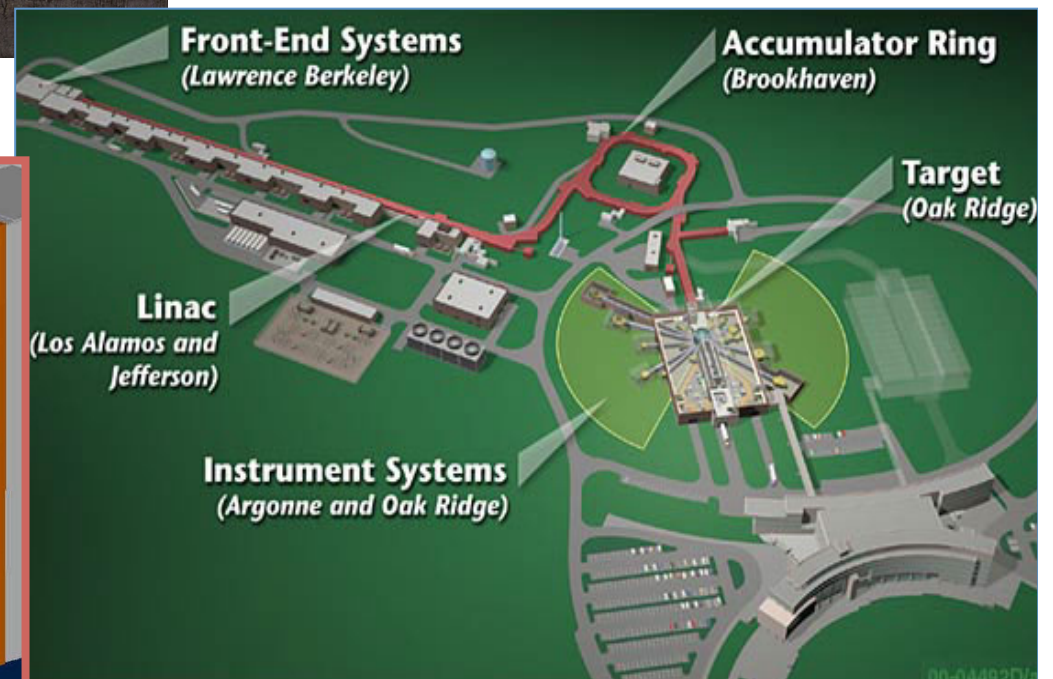 Front-End Systems
(Lawrence Berkeley)
Accumulator Ring
(Brookhaven)
Target
(Oak Ridge)
Linac
(Los Alamos and
Jefferson)
Instrument Systems
(Argonne and Oak Ridge)